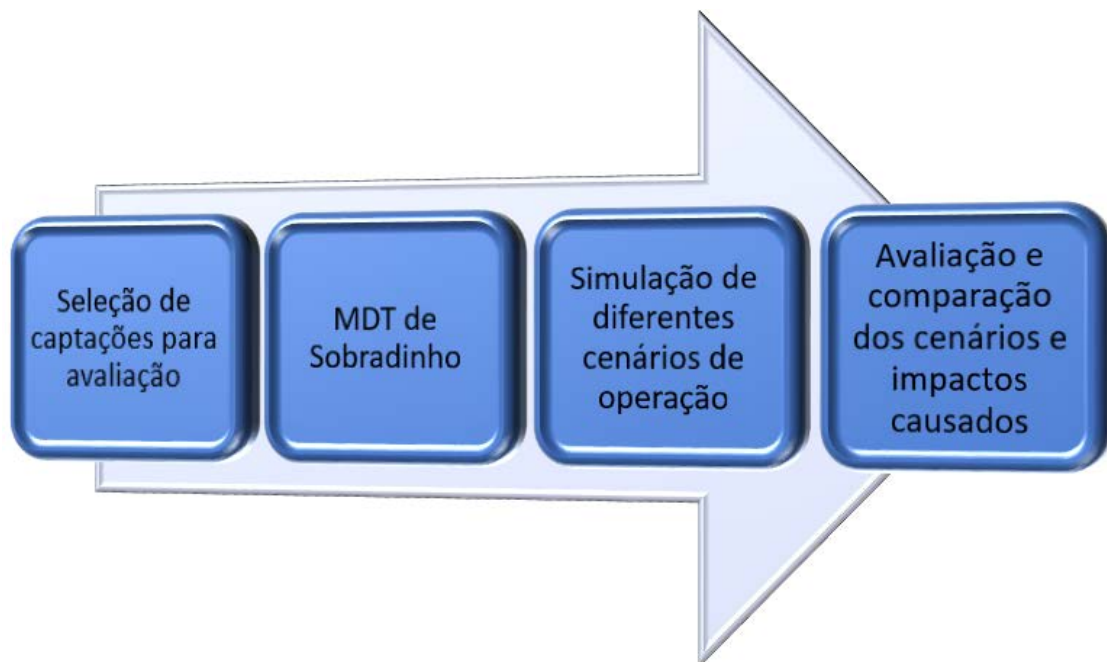 Seleção de
captações para
avaliação
MDT de
Sobradinho
Simulação de
diferentes
cenários de
operação
Avaliação e
comparação
dos cenários e
impactos
causados